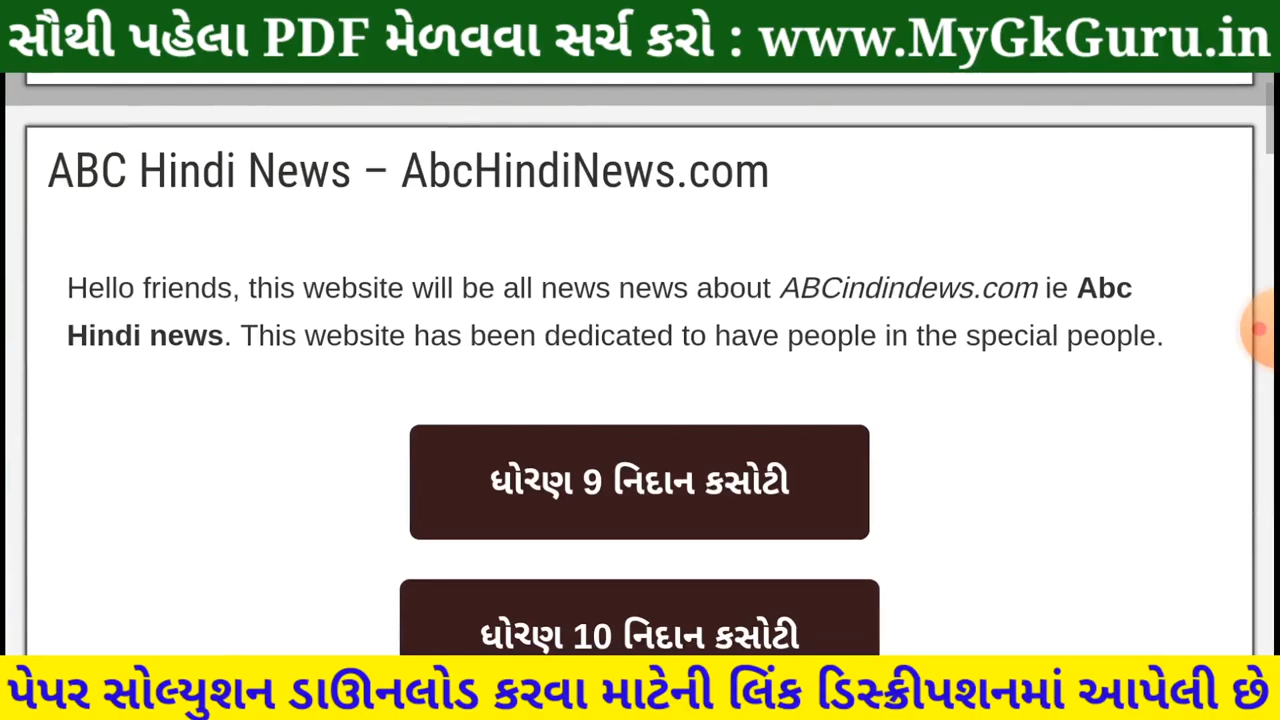 સૌથી પહેલા PDF મેળવવા સર્ચ કરો : www.MyGkGuru.in
ABC Hindi News – AbcHindiNews.com
Hello friends, this website will be all news news about ABCindindews.com ie Abc
Hindi news. This website has been dedicated to have people in the special people.
ધોરણ 9 નિદાન કસોટી
ધોરણ 10 નિદાન કસોટી
પેપર સોલ્યુશન ડાઊનલોડ કરવા માટેની લિંક ડિસ્ક્રીપશનમાં આપેલી છે